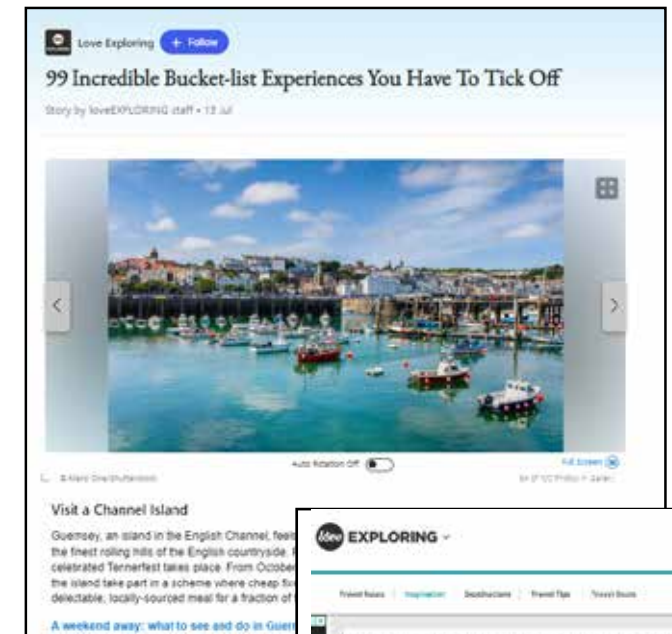 Love Exploring + Follow
99 Incredible Bucket-list Experiences You Have To Tick Off
Story by loveEXPLORING staff • 13 Jul
Auto Rotation Off
Full Screen
Visit a Channel Island
Guernsey, an island in the English Channel, feels
the finest rolling hills of the English countryside.
celebrated Tennerfest takes place. From October
the island take part in a scheme where cheap
delectable, locally-sourced meal for a fraction of
A weekend away: what to see and do in
love EXPLORING
Travel News Inspiration Destinations Travel Tips Travel Deals